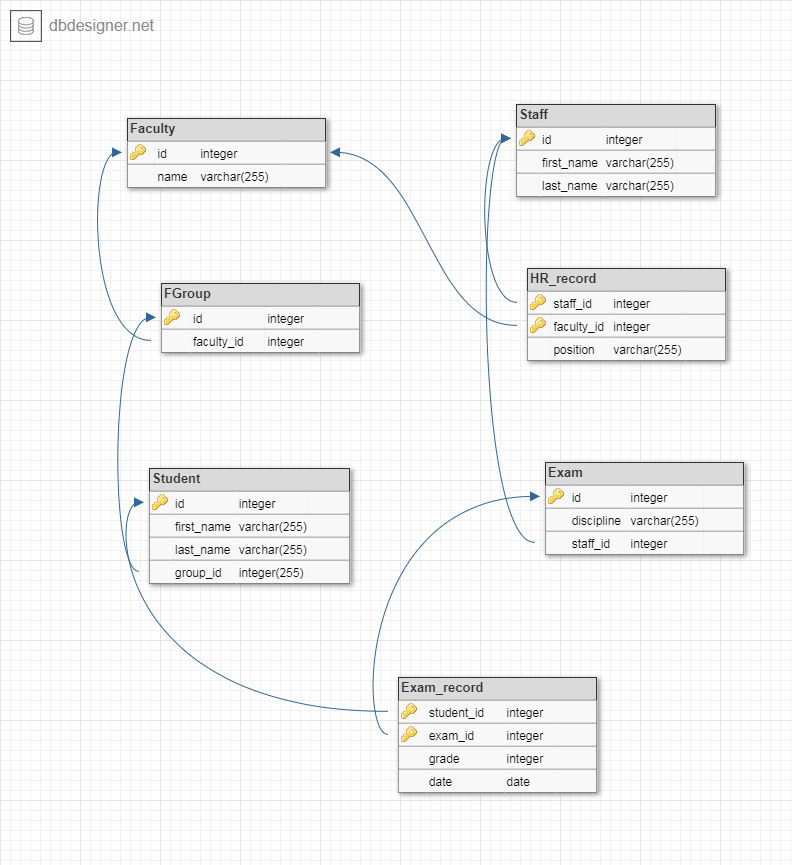 dbdesigner.net
Faculty
id integer
name varchar(255)
Staff
id integer
first_name varchar(255)
last_name varchar(255)
FGroup
id integer
faculty_id integer
HR_record
staff_id integer
faculty_id integer
position varchar(255)
Student
id integer
first_name varchar(255)
last_name varchar(255)
group_id integer(255)
Exam
id integer
discipline varchar(255)
staff_id integer
Exam_record
student_id integer
exam_id integer
grade integer
date date